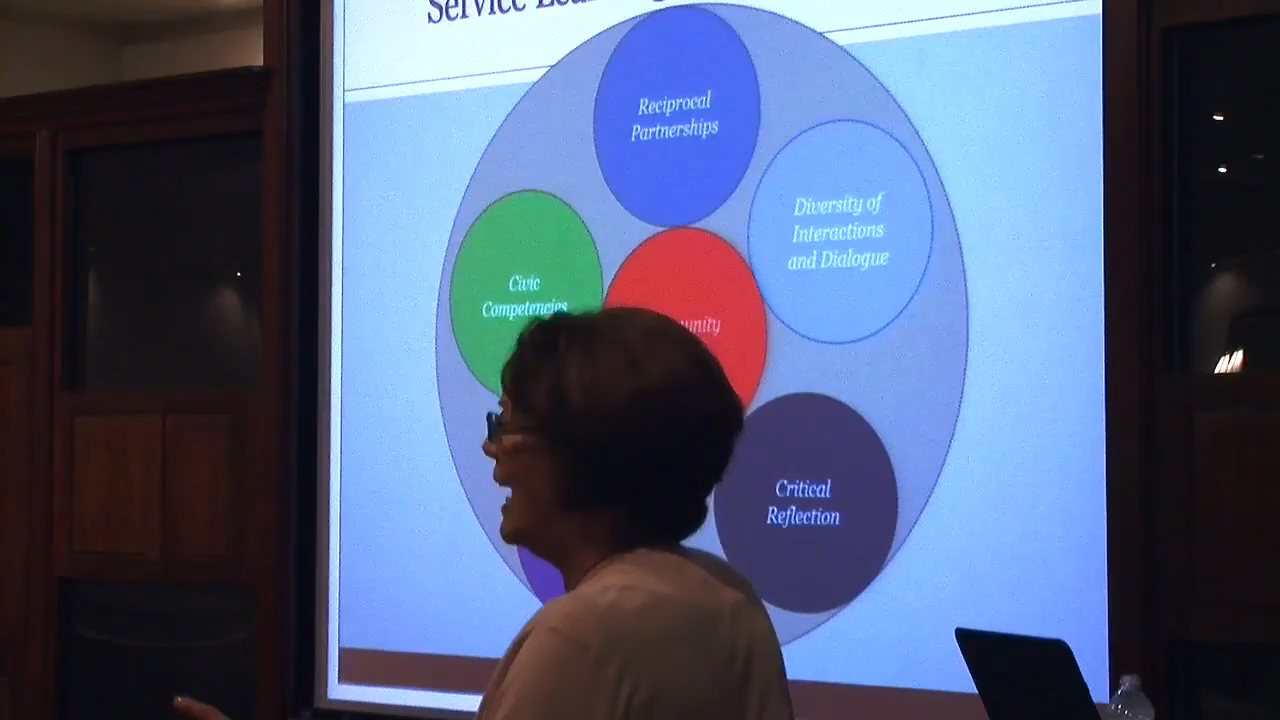 Service
Reciprocal
Partnerships
Diversity of
Interactions
and Dialogue
Civic
Competencies
Critical
Reflection